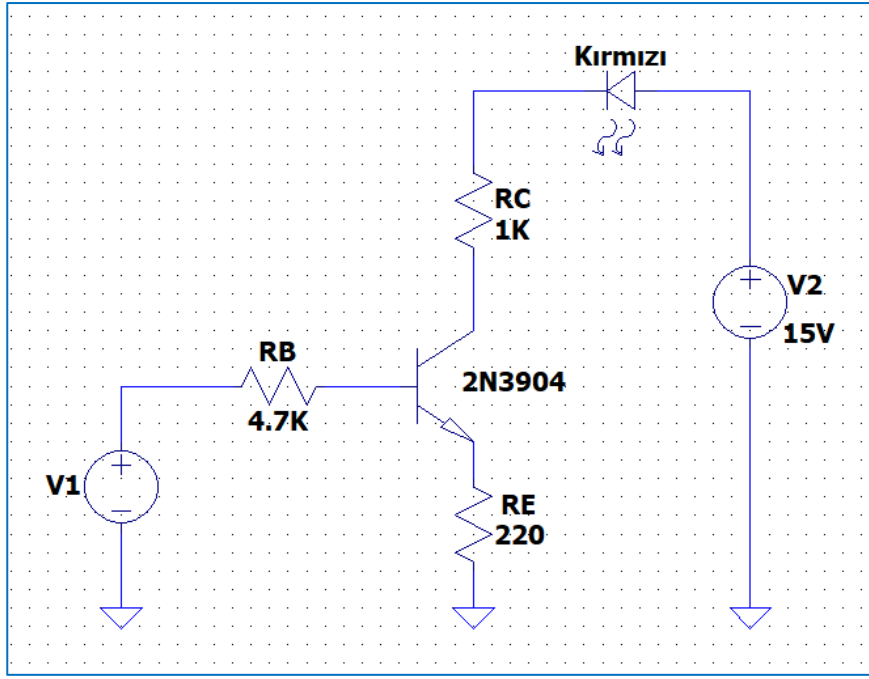 Kırmızı
RC
1K
V2
15V
RB
4.7K
2N3904
V1
RE
220